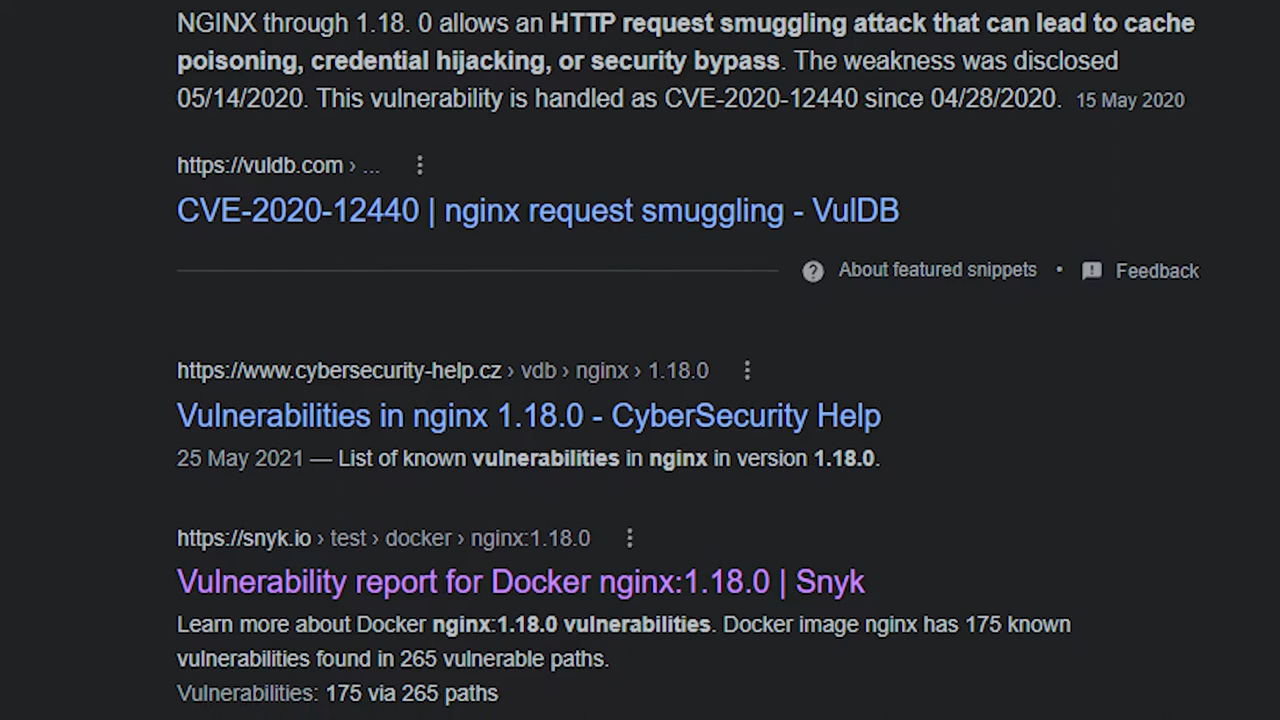 NGINX through 1.18. 0 allows an HTTP request smuggling attack that can lead to cache
poisoning, credential hijacking, or security bypass. The weakness was disclosed
05/14/2020. This vulnerability is handled as CVE-2020-12440 since 04/28/2020. 15 May 2020
https://vuldb.com › ...
CVE-2020-12440 | nginx request smuggling - VulDB
About featured snippets • Feedback
https://www.cybersecurity-help.cz › vdb › nginx › 1.18.0
Vulnerabilities in nginx 1.18.0 - CyberSecurity Help
25 May 2021 — List of known vulnerabilities in nginx in version 1.18.0.
https://snyk.io › test › docker › nginx:1.18.0
Vulnerability report for Docker nginx:1.18.0 | Snyk
Learn more about Docker nginx:1.18.0 vulnerabilities. Docker image nginx has 175 known
vulnerabilities found in 265 vulnerable paths.
Vulnerabilities: 175 via 265 paths